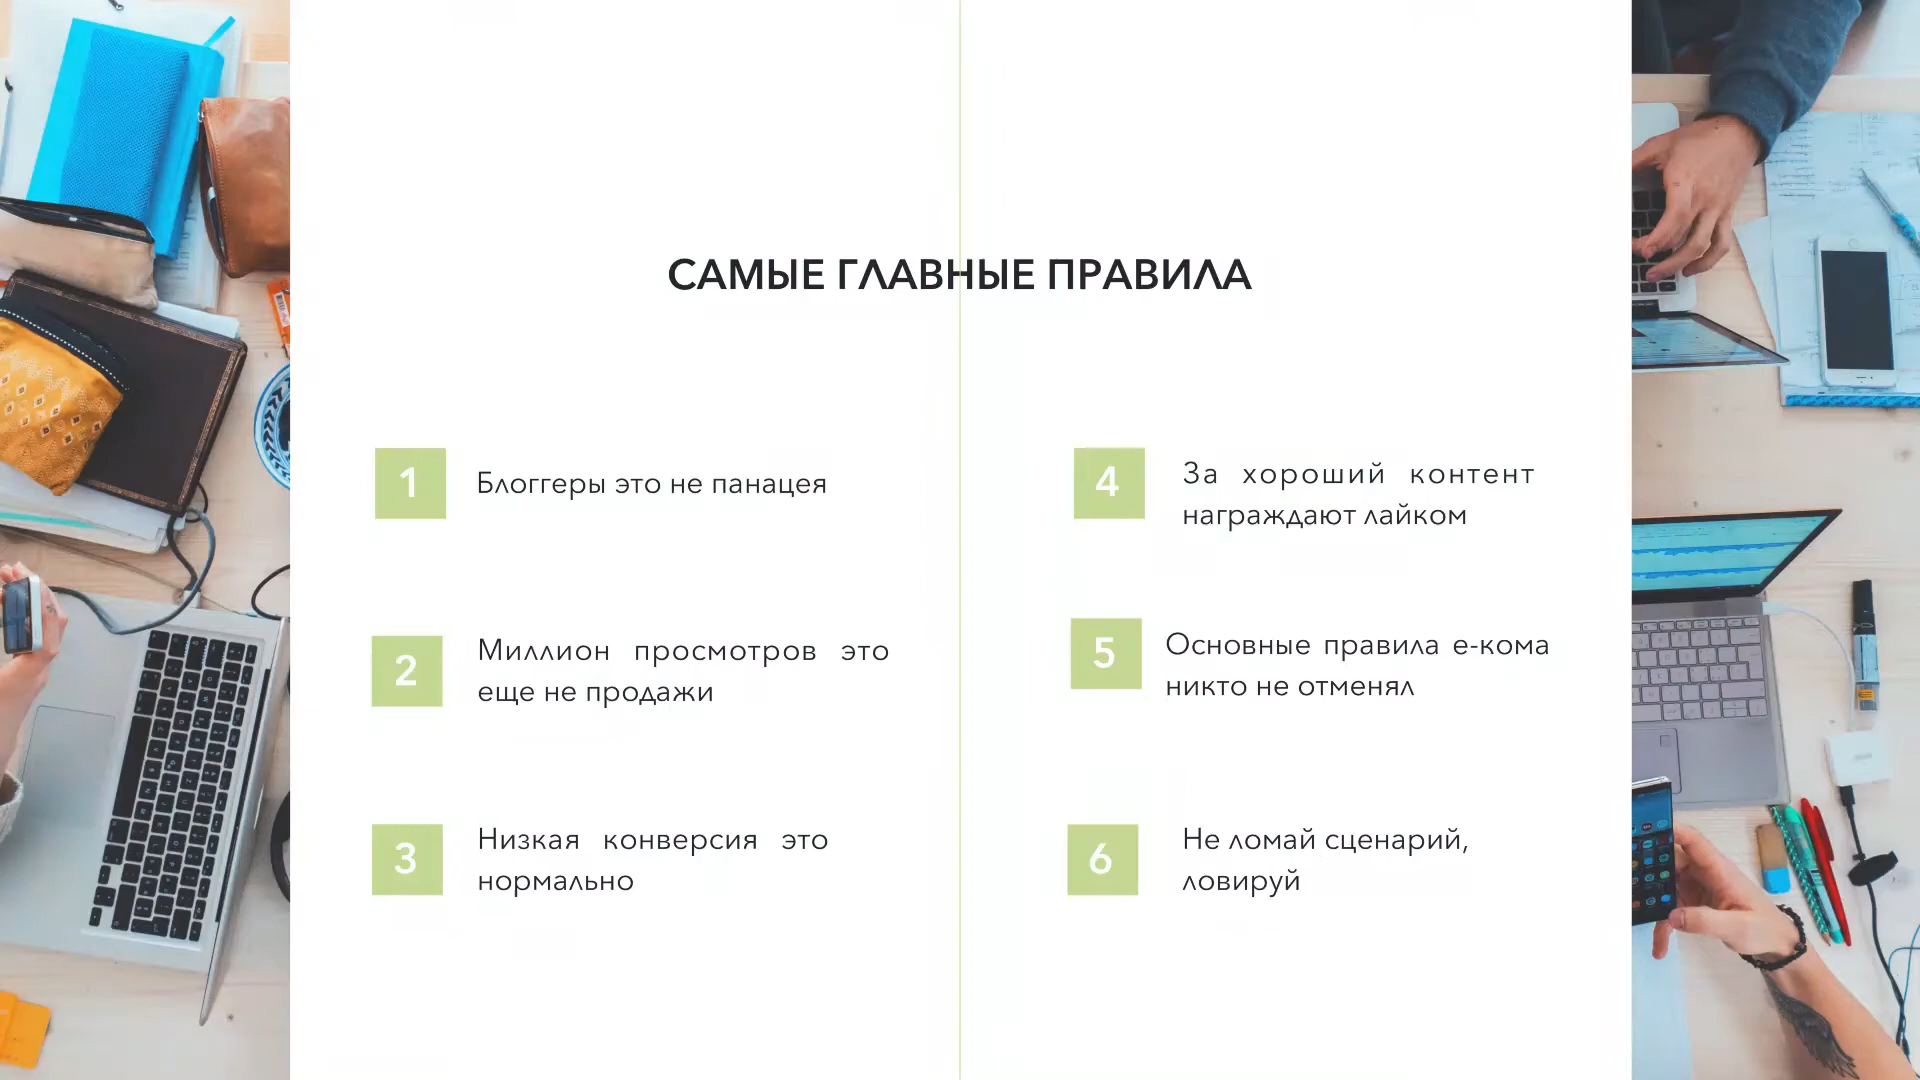 САМЫЕ ГЛАВНЫЕ ПРАВИЛА
1
Блоггеры это не панацея
2
Миллион просмотров это
еще не продажи
3
Низкая конверсия это
нормально
4
За хороший контент
награждают лайком
5
Основные правила е-кома
никто не отменял
6
Не ломай сценарий,
ловируй